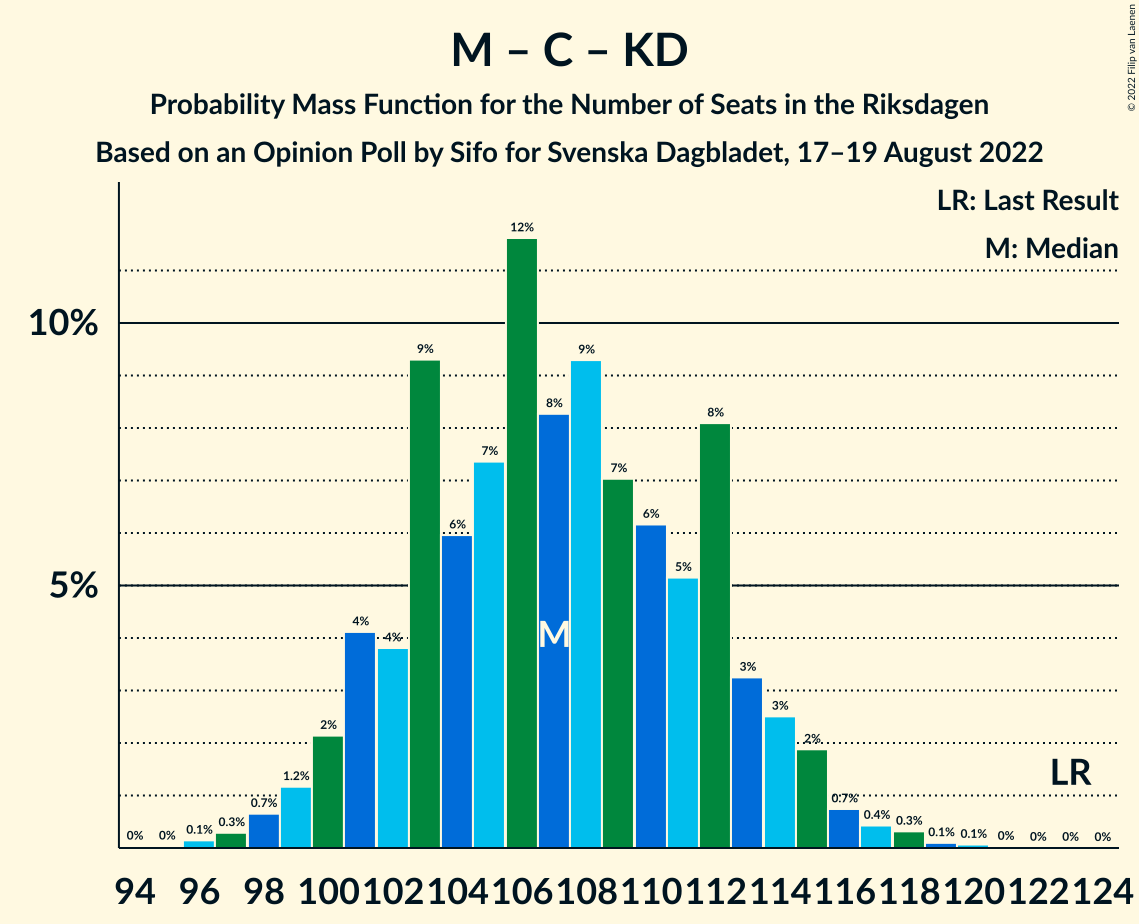 M – C – KD
Probability Mass Function for the Number of Seats in the Riksdagen
Based on an Opinion Poll by Sifo for Svenska Dagbladet, 17–19 August 2022
© 2022 Filip van Laenen
LR: Last Result
M: Median
10%
5%
0% 0% 0.1% 0.3% 0.7% 1.2% 2% 4% 4% 9% 6% 7% 12% 8% 9% 7% 6% 5% 8% 3% 3% 2% 0.7% 0.4% 0.3% 0.1% 0.1% 0% 0% 0% 0%
M
LR
94 96 98 100 102 104 106 108 110 112 114 116 118 120 122 124